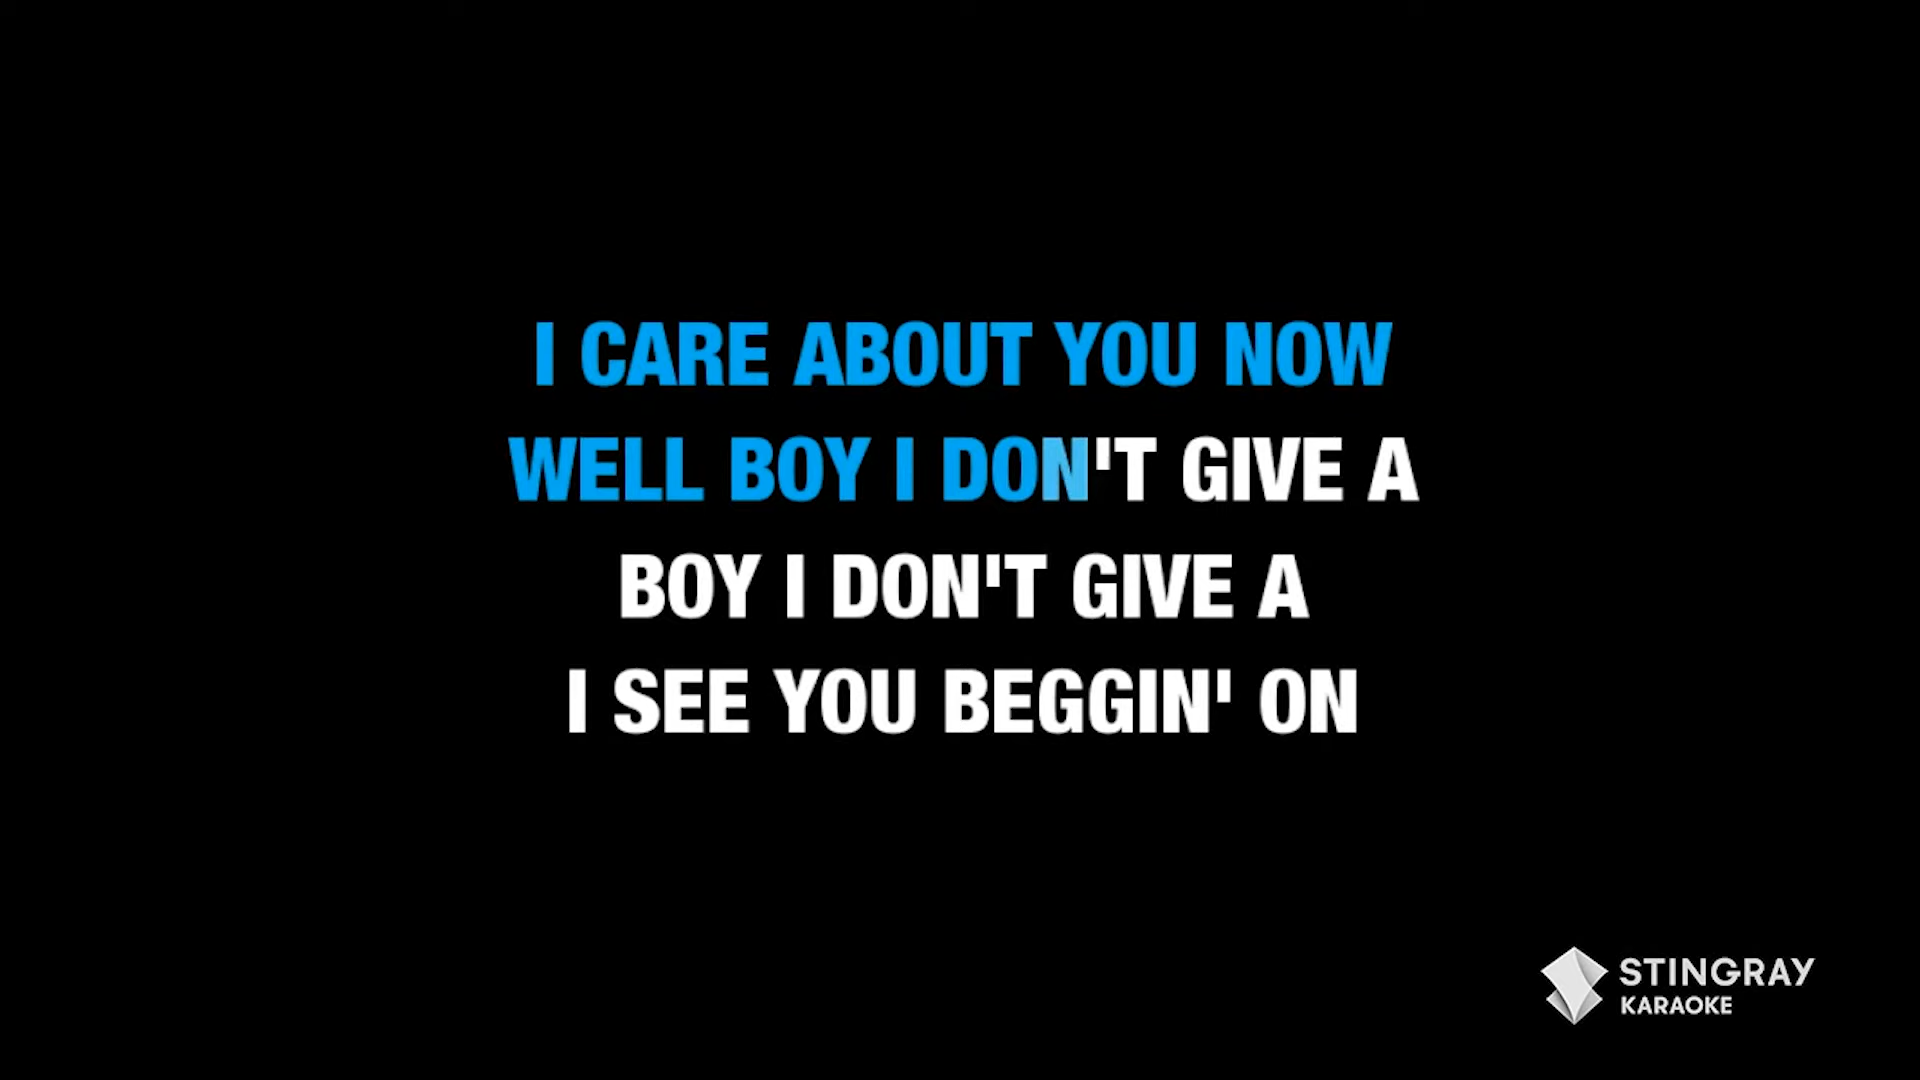 I CARE ABOUT YOU NOW
WELL BOY I DON'T GIVE A
BOY I DON'T GIVE A
I SEE YOU BEGGIN' ON
STINGRAY
KARAOKE